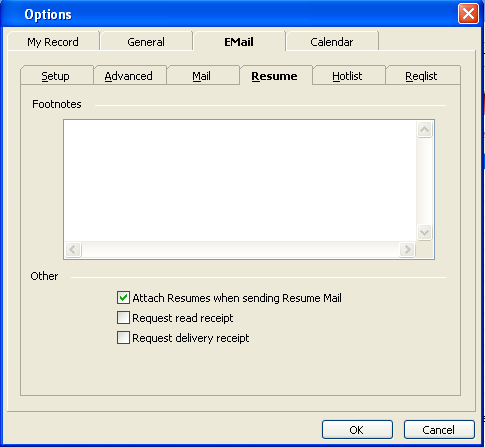 Options
My Record General EMail Calendar
Setup Advanced Mail Resume Hotlist Reqlist
Footnotes
Other
Attach Resumes when sending Resume Mail
Request read receipt
Request delivery receipt
OK Cancel